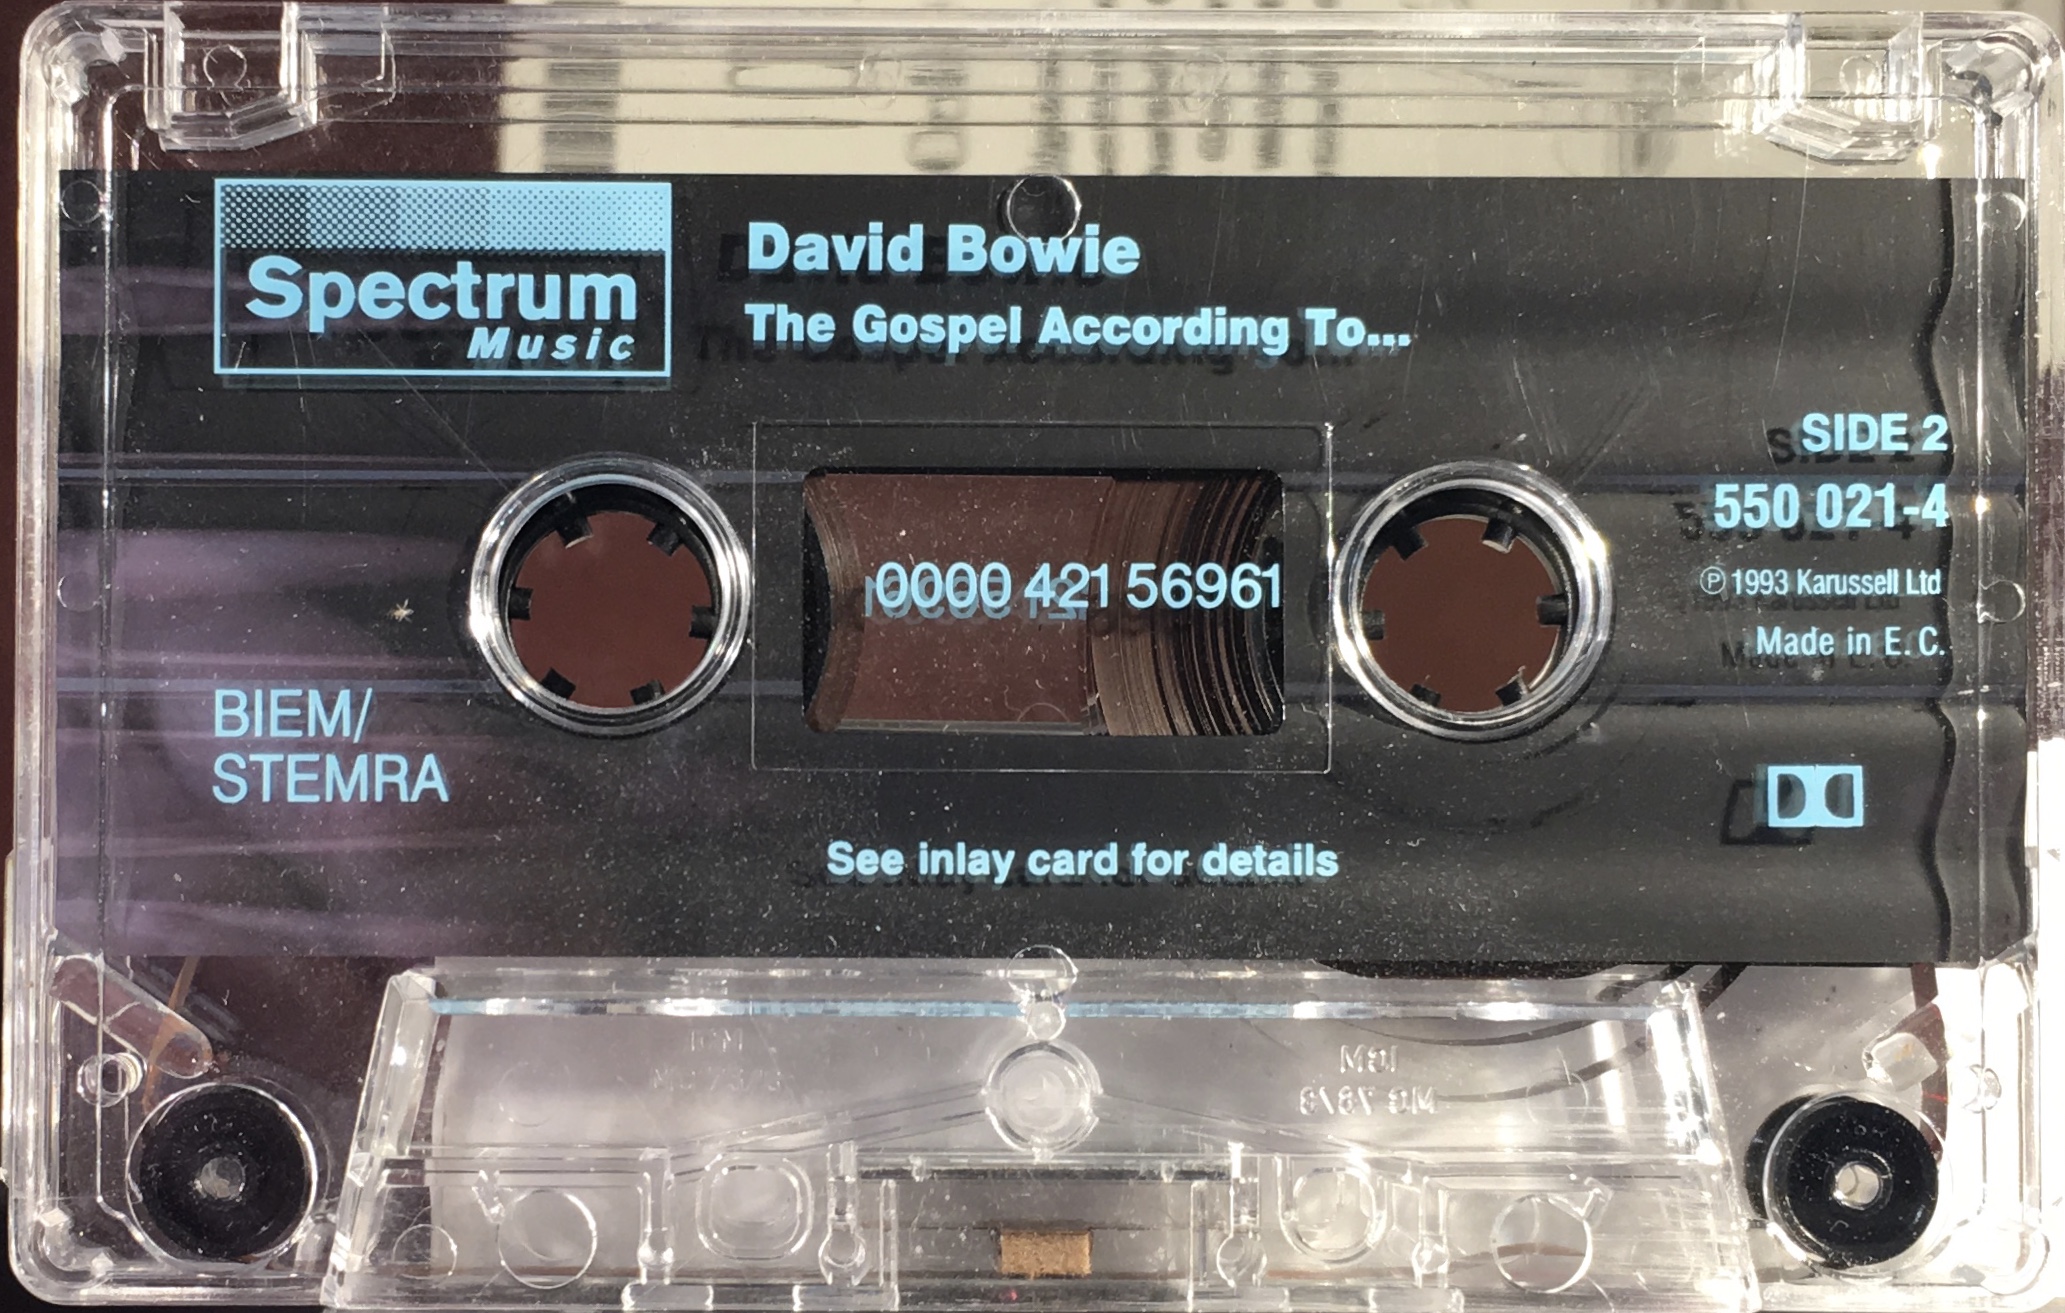 Spectrum
Music
David Bowie
The Gospel According To...
SIDE 2
550 021-4
Ⓟ 1993 Karussell Ltd
Made in E.C.
0000 421 56961
BIEM/
STEMRA
See inlay card for details